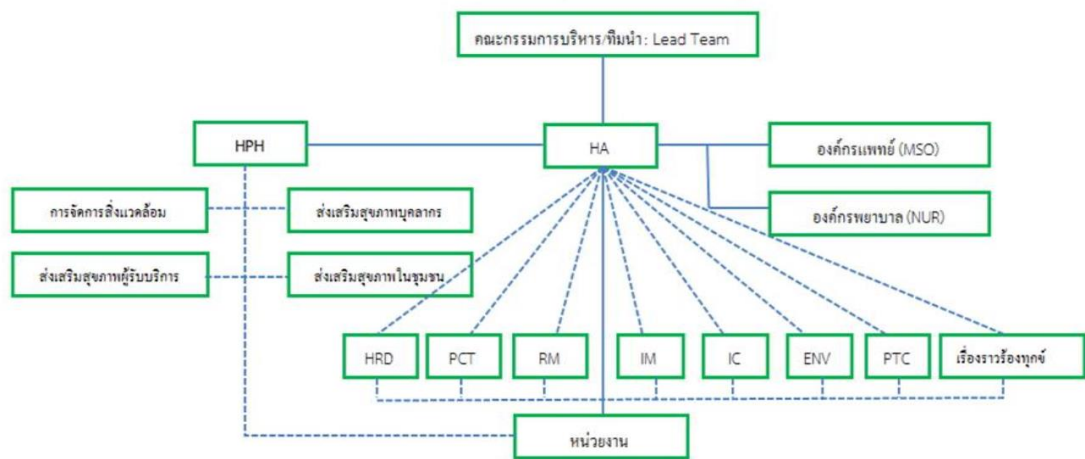 คณะกรรมการบริหาร/ทีมนำ: Lead Team
HPH
HA
องค์กรแพทย์ (MSO)
การจัดการสิ่งแวดล้อม
ส่งเสริมสุขภาพบุคลากร
องค์กรพยาบาล (NUR)
ส่งเสริมสุขภาพผู้รับบริการ
ส่งเสริมสุขภาพในชุมชน
HRD
PCT
RM
IM
IC
ENV
PTC
เรื่องราวร้องทุกข์
หน่วยงาน